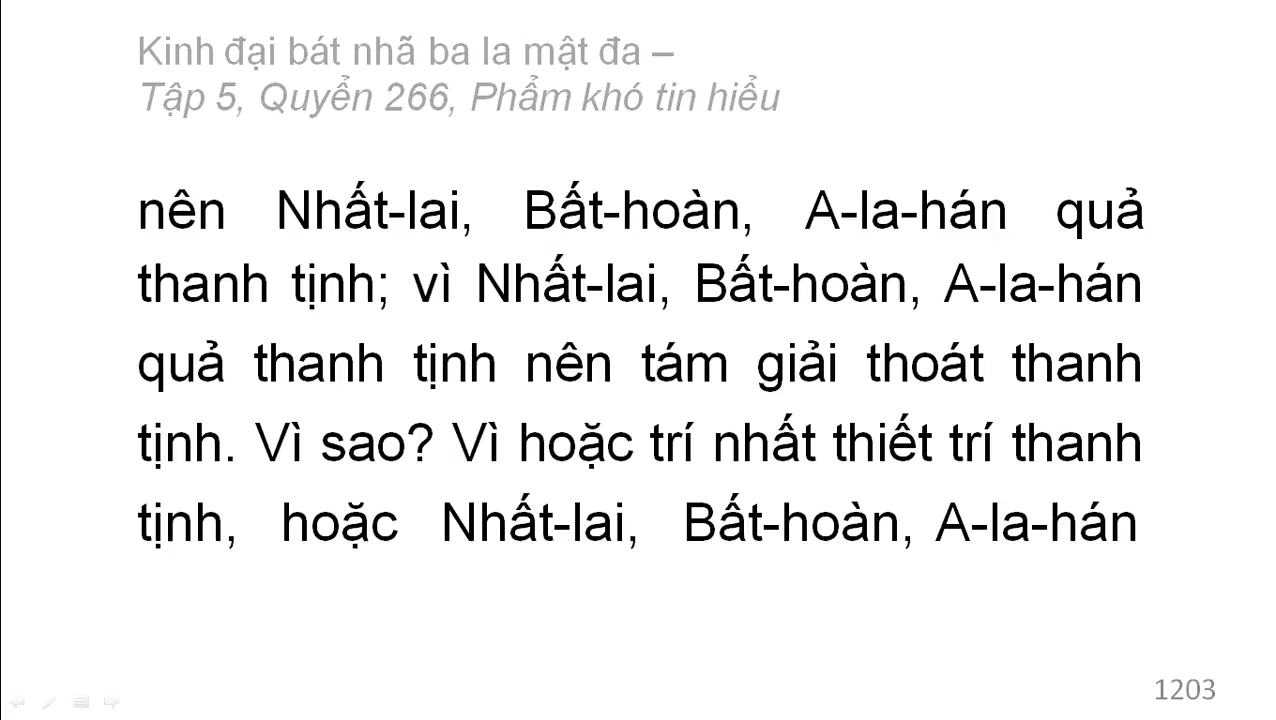 Kinh đại bát nhã ba la mật đa –
Tập 5, Quyển 266, Phẩm khó tin hiểu
nên Nhất-lai, Bất-hoàn, A-la-hán quả
thanh tịnh; vì Nhất-lai, Bất-hoàn, A-la-hán
quả thanh tịnh nên tám giải thoát thanh
tịnh. Vì sao? Vì hoặc trí nhất thiết trí thanh
tịnh, hoặc Nhất-lai, Bất-hoàn, A-la-hán
1203